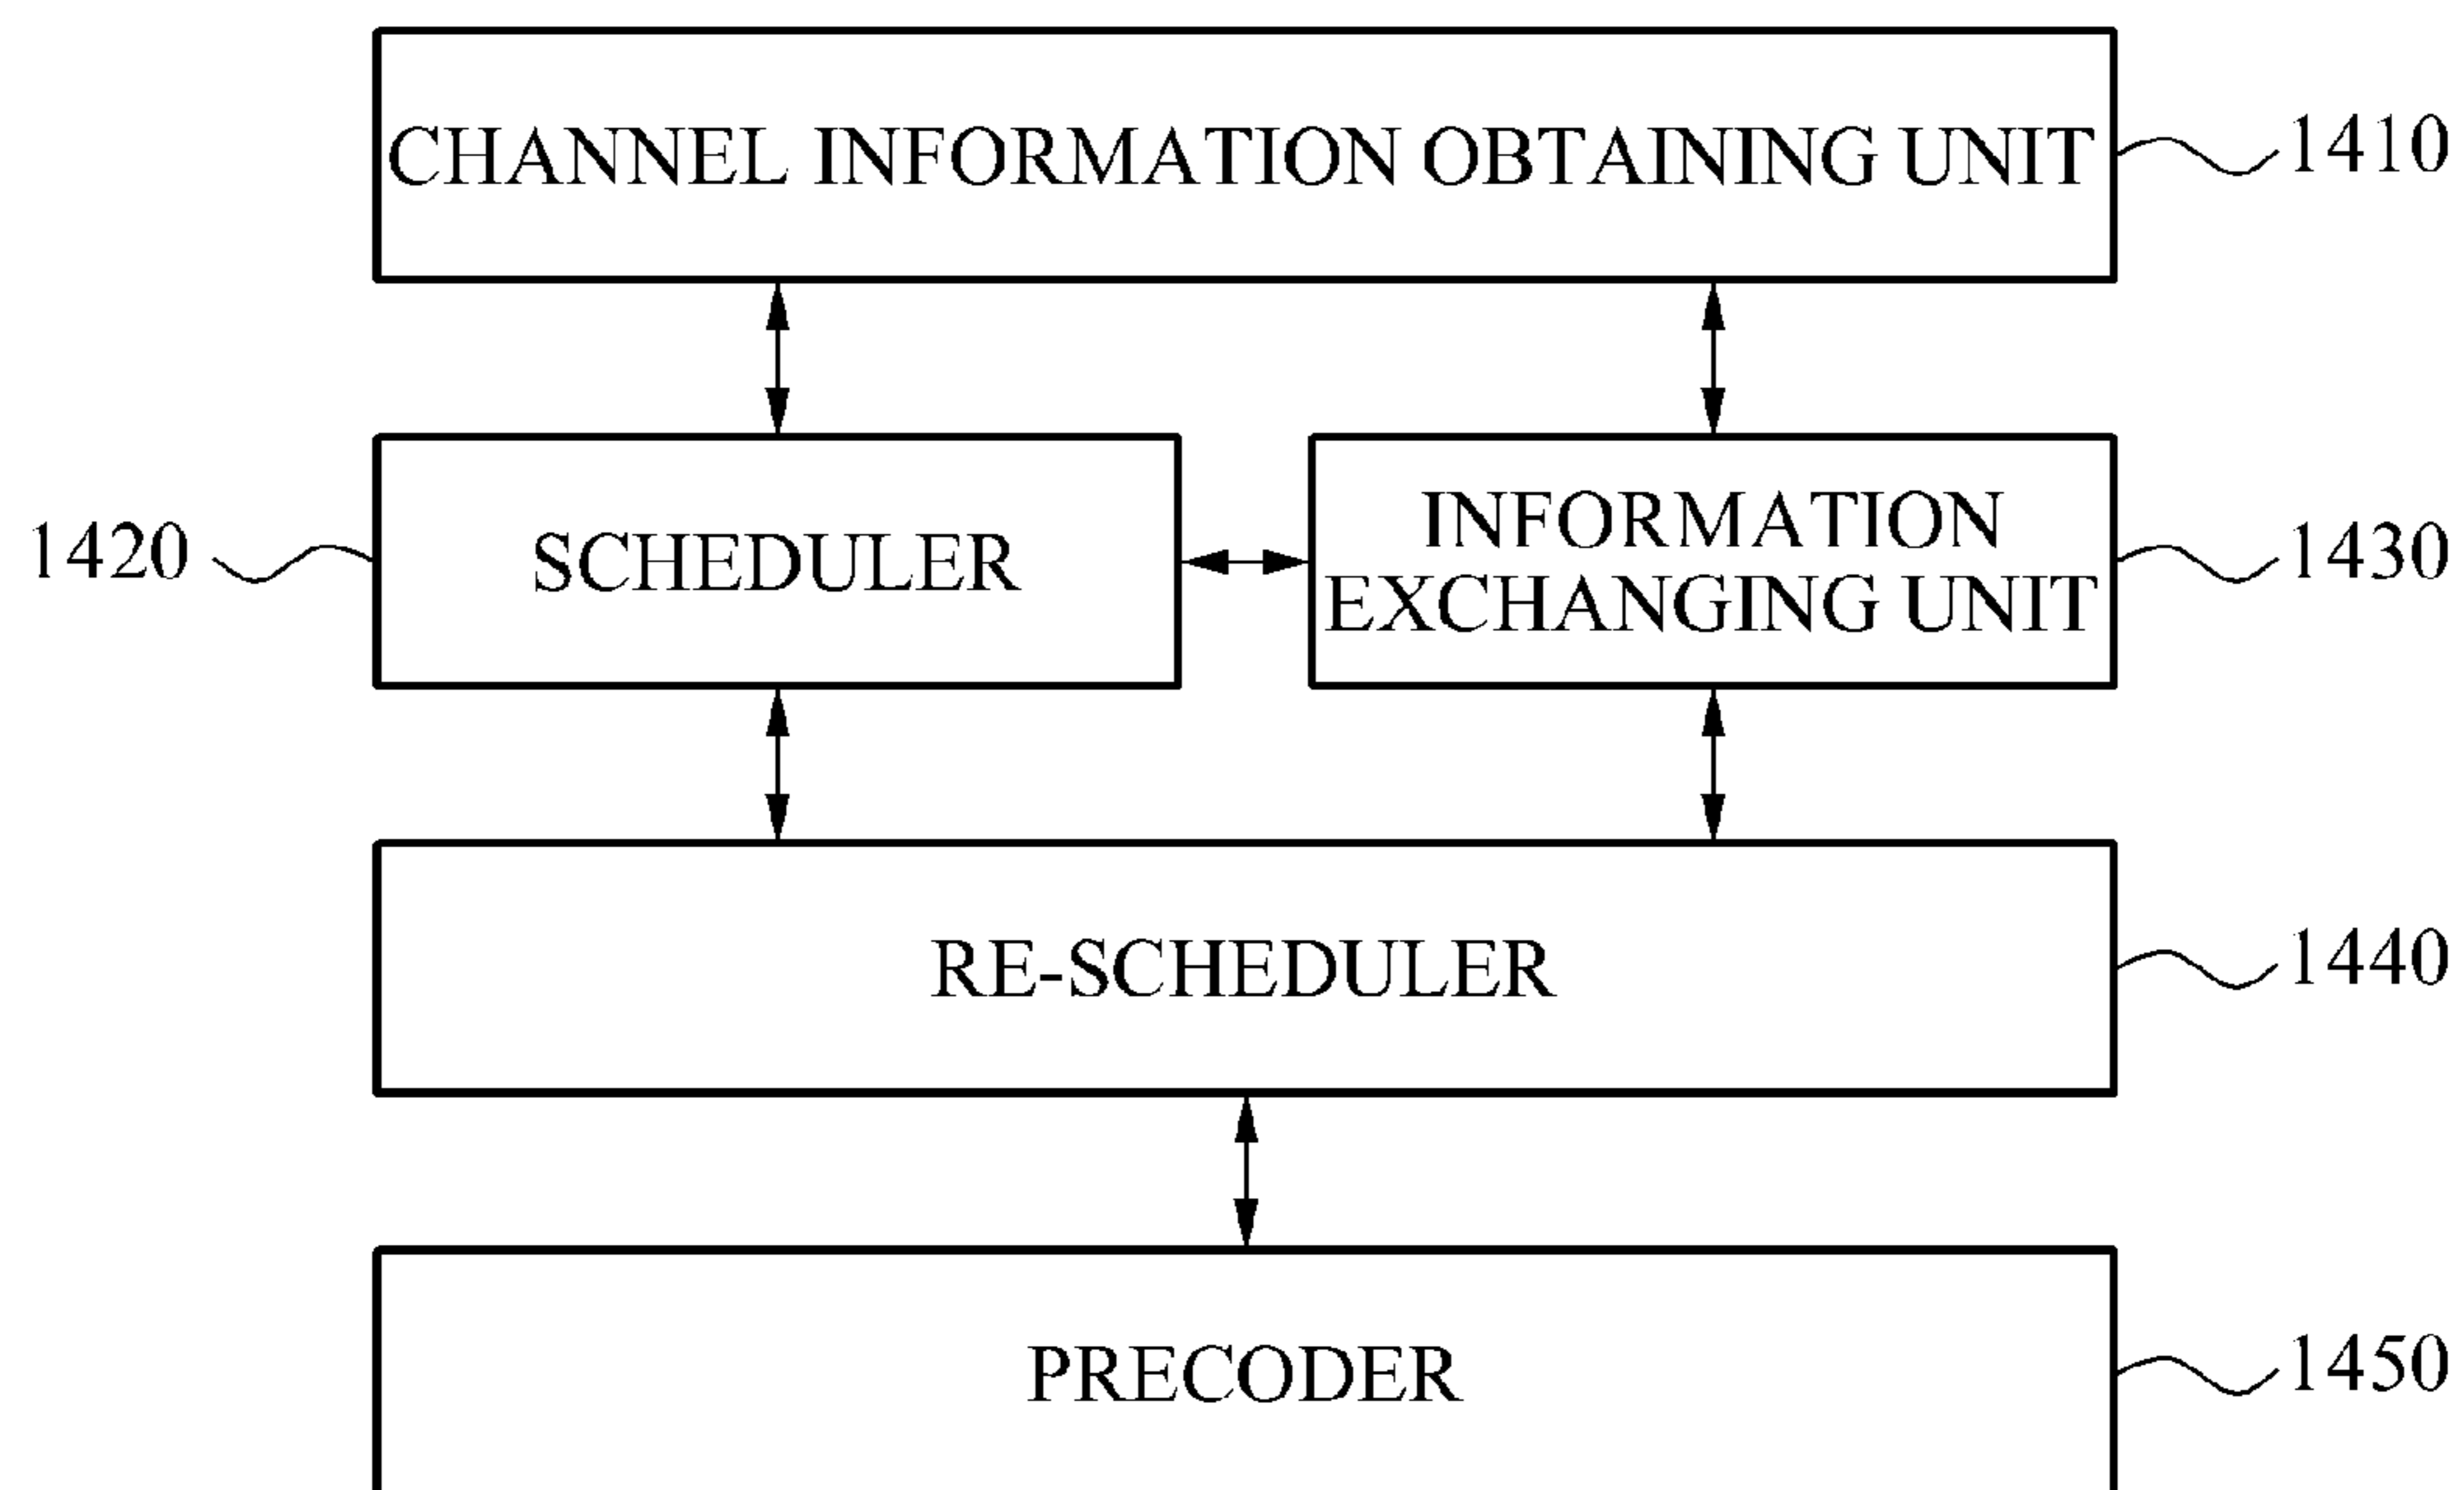 CHANNEL INFORMATION OBTAINING UNIT
1410
1420
SCHEDULER
INFORMATION
EXCHANGING UNIT
1430
RE-SCHEDULER
1440
PRECODER
1450